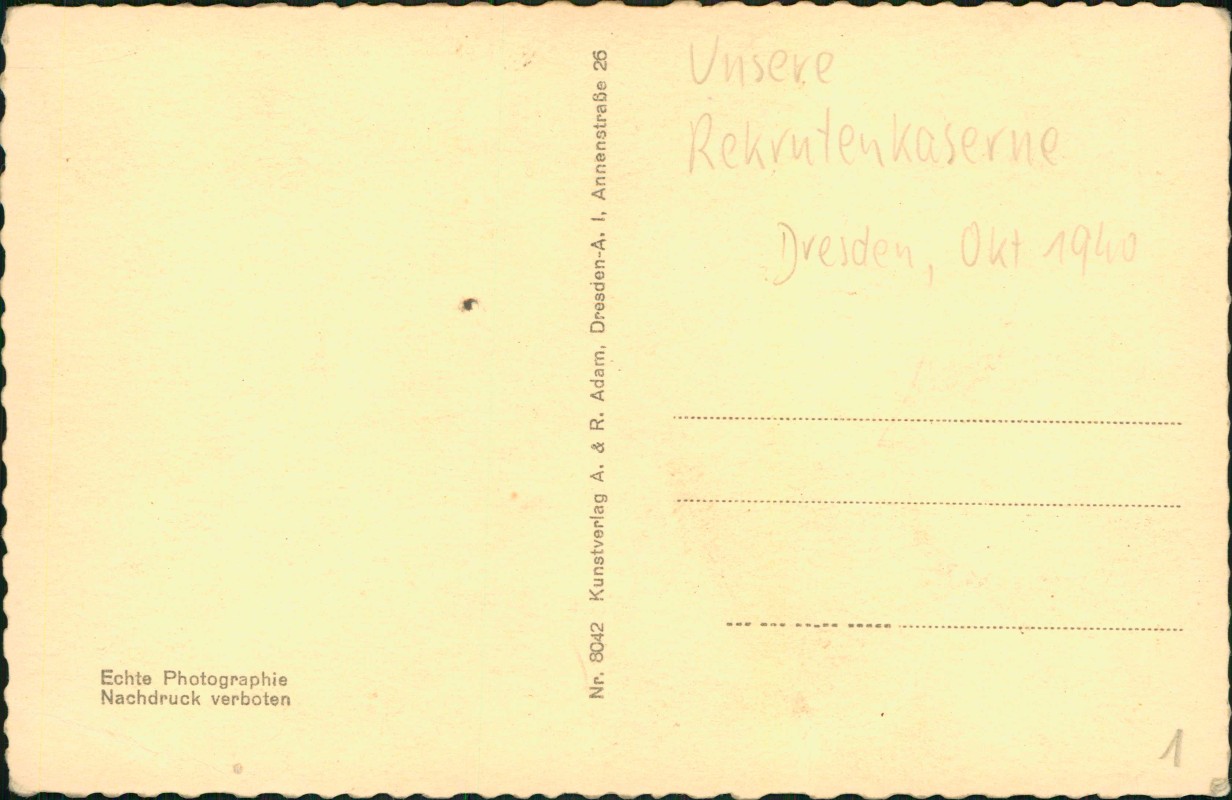 Echte Photographie
Nachdruck verboten
Nr. 8042 Kunstverlag A. & R. Adam, Dresden-A. I, Annenstraße 26
Unsere
Rekrutenkaserne
Dresden, Okt 1940
1